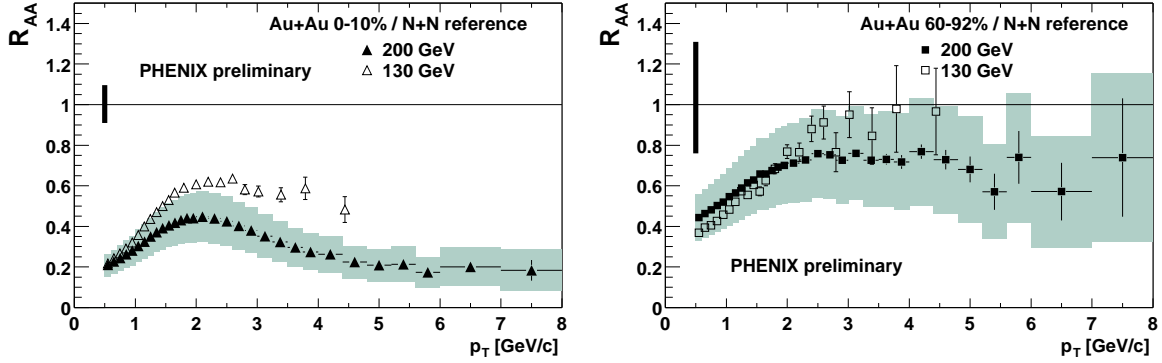 R_AA
1.4
1.2
1
0.8
0.6
0.4
0.2
0
Au+Au 0-10% / N+N reference
200 GeV
130 GeV
PHENIX preliminary
0 1 2 3 4 5 6 7 8
p_T [GeV/c]
R_AA
1.4
1.2
1
0.8
0.6
0.4
0.2
0
Au+Au 60-92% / N+N reference
200 GeV
130 GeV
PHENIX preliminary
0 1 2 3 4 5 6 7 8
p_T [GeV/c]